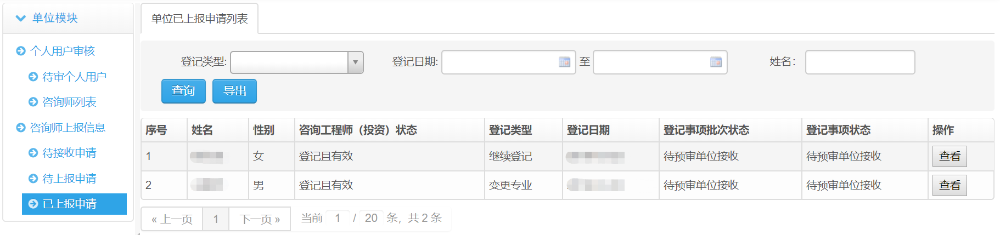 单位模块
个人用户审核
待审个人用户
咨询师列表
咨询师上报信息
待接收申请
待上报申请
已上报申请
单位已上报申请列表
登记类型: 登记日期: 至 姓名:
查询 导出
序号 姓名 性别 咨询工程师（投资）状态 登记类型 登记日期 登记事项批次状态 登记事项状态 操作
1 女 登记且有效 继续登记 待预审单位接收 待预审单位接收 查看
2 男 登记且有效 变更专业 待预审单位接收 待预审单位接收 查看
« 上一页 1 下一页 » 当前 1 / 20 条，共 2 条